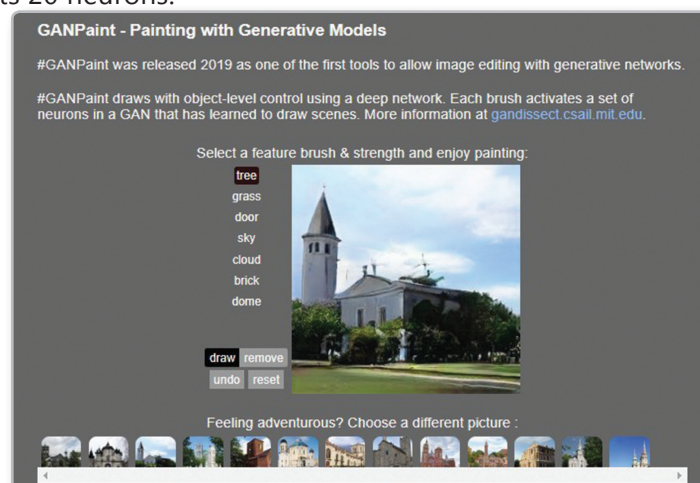 ts 20 neurons.
GANPaint - Painting with Generative Models
#GANPaint was released 2019 as one of the first tools to allow image editing with generative networks.
#GANPaint draws with object-level control using a deep network. Each brush activates a set of
neurons in a GAN that has learned to draw scenes. More information at gandissect.csail.mit.edu.
Select a feature brush & strength and enjoy painting:
tree
grass
door
sky
cloud
brick
dome
draw remove
undo reset
Feeling adventurous? Choose a different picture :